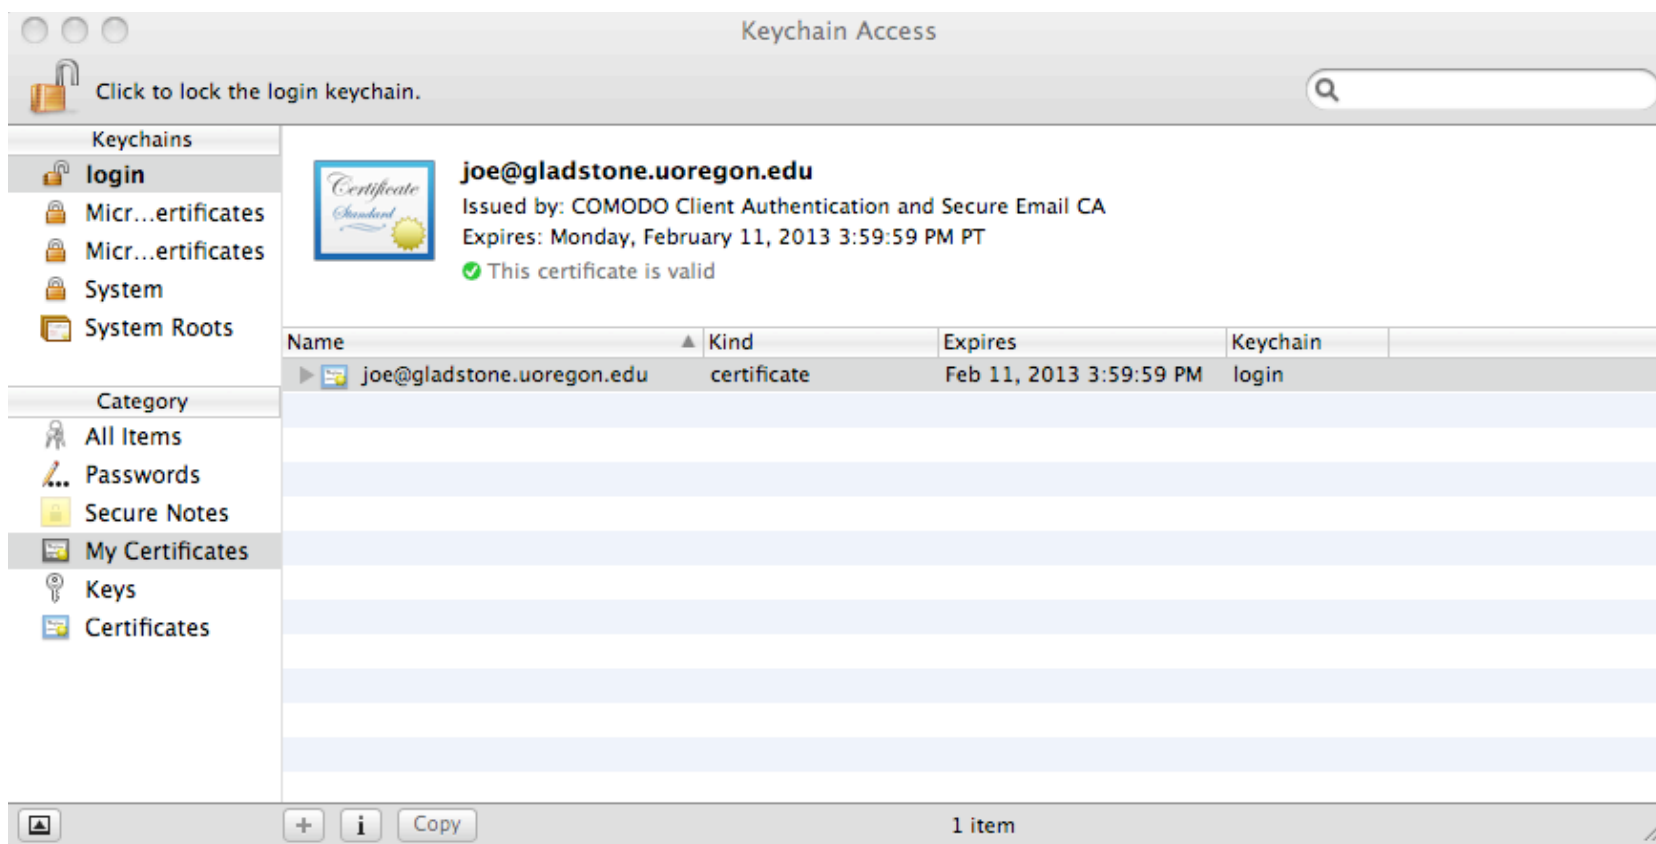 Keychain Access
Click to lock the login keychain.
Keychains
login
Micr...ertificates
Micr...ertificates
System
System Roots
Category
All Items
Passwords
Secure Notes
My Certificates
Keys
Certificates
Certificate
Standard
joe@gladstone.uoregon.edu
Issued by: COMODO Client Authentication and Secure Email CA
Expires: Monday, February 11, 2013 3:59:59 PM PT
This certificate is valid
Name Kind Expires Keychain
joe@gladstone.uoregon.edu certificate Feb 11, 2013 3:59:59 PM login
+ i Copy 1 item